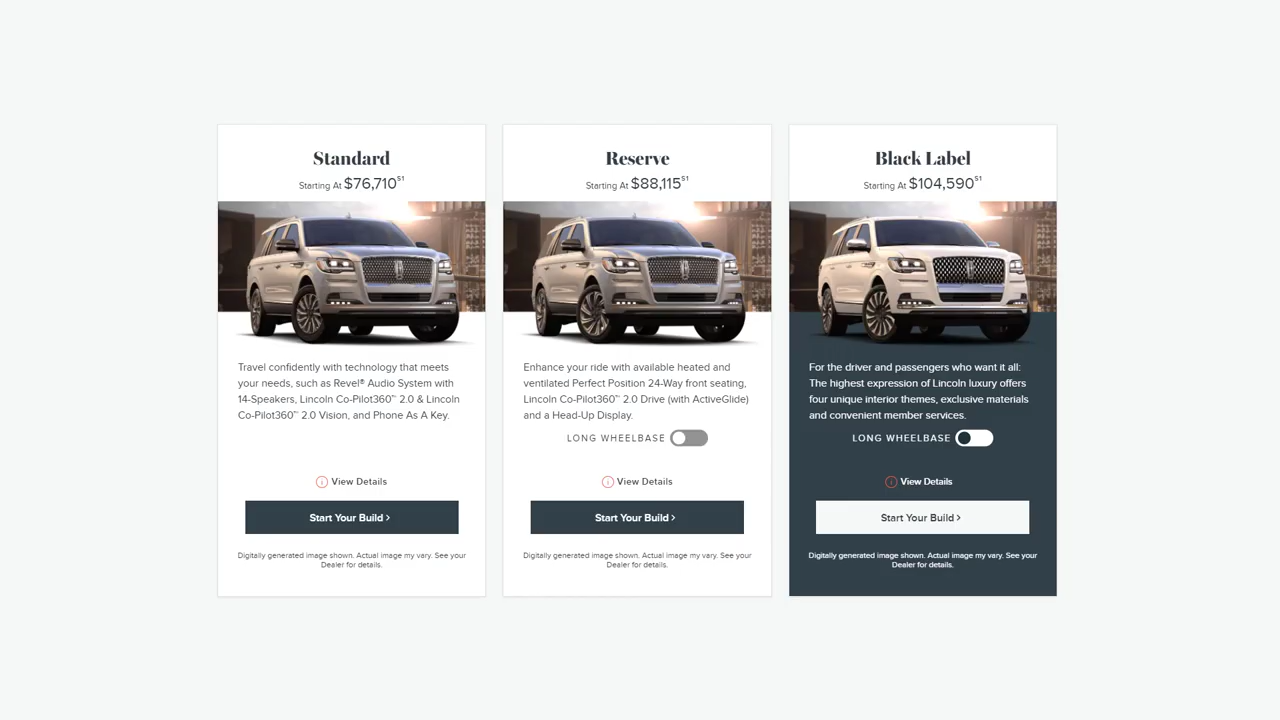 Standard
Starting At $76,710 51
Travel confidently with technology that meets
your needs, such as Revel® Audio System with
14-Speakers, Lincoln Co-Pilot360™ 2.0 & Lincoln
Co-Pilot360™ 2.0 Vision, and Phone As A Key.
View Details
Start Your Build >
Digitally generated image shown. Actual image my vary. See your
Dealer for details.
Reserve
Starting At $88,115 51
Enhance your ride with available heated and
ventilated Perfect Position 24-Way front seating,
Lincoln Co-Pilot360™ 2.0 Drive (with ActiveGlide)
and a Head-Up Display.
LONG WHEELBASE
View Details
Start Your Build >
Digitally generated image shown. Actual image my vary. See your
Dealer for details.
Black Label
Starting At $104,590 51
For the driver and passengers who want it all:
The highest expression of Lincoln luxury offers
four unique interior themes, exclusive materials
and convenient member services.
LONG WHEELBASE
View Details
Start Your Build >
Digitally generated image shown. Actual image my vary. See your
Dealer for details.